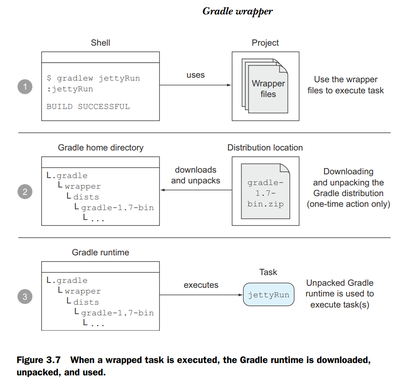 Gradle wrapper
Shell
Project
1
$ gradlew jettyRun
:jettyRun
BUILD SUCCESSFUL
uses
Wrapper
files
Use the wrapper
files to execute task
Gradle home directory
Distribution location
2
.gradle
wrapper
dists
gradle-1.7-bin
...
downloads
and unpacks
gradle-
1.7-
bin.zip
Downloading
and unpacking the
Gradle distribution
(one-time action only)
Gradle runtime
Task
3
.gradle
wrapper
dists
gradle-1.7-bin
...
executes
jettyRun
Unpacked Gradle
runtime is used to
execute task(s)
Figure 3.7 When a wrapped task is executed, the Gradle runtime is downloaded,
unpacked, and used.